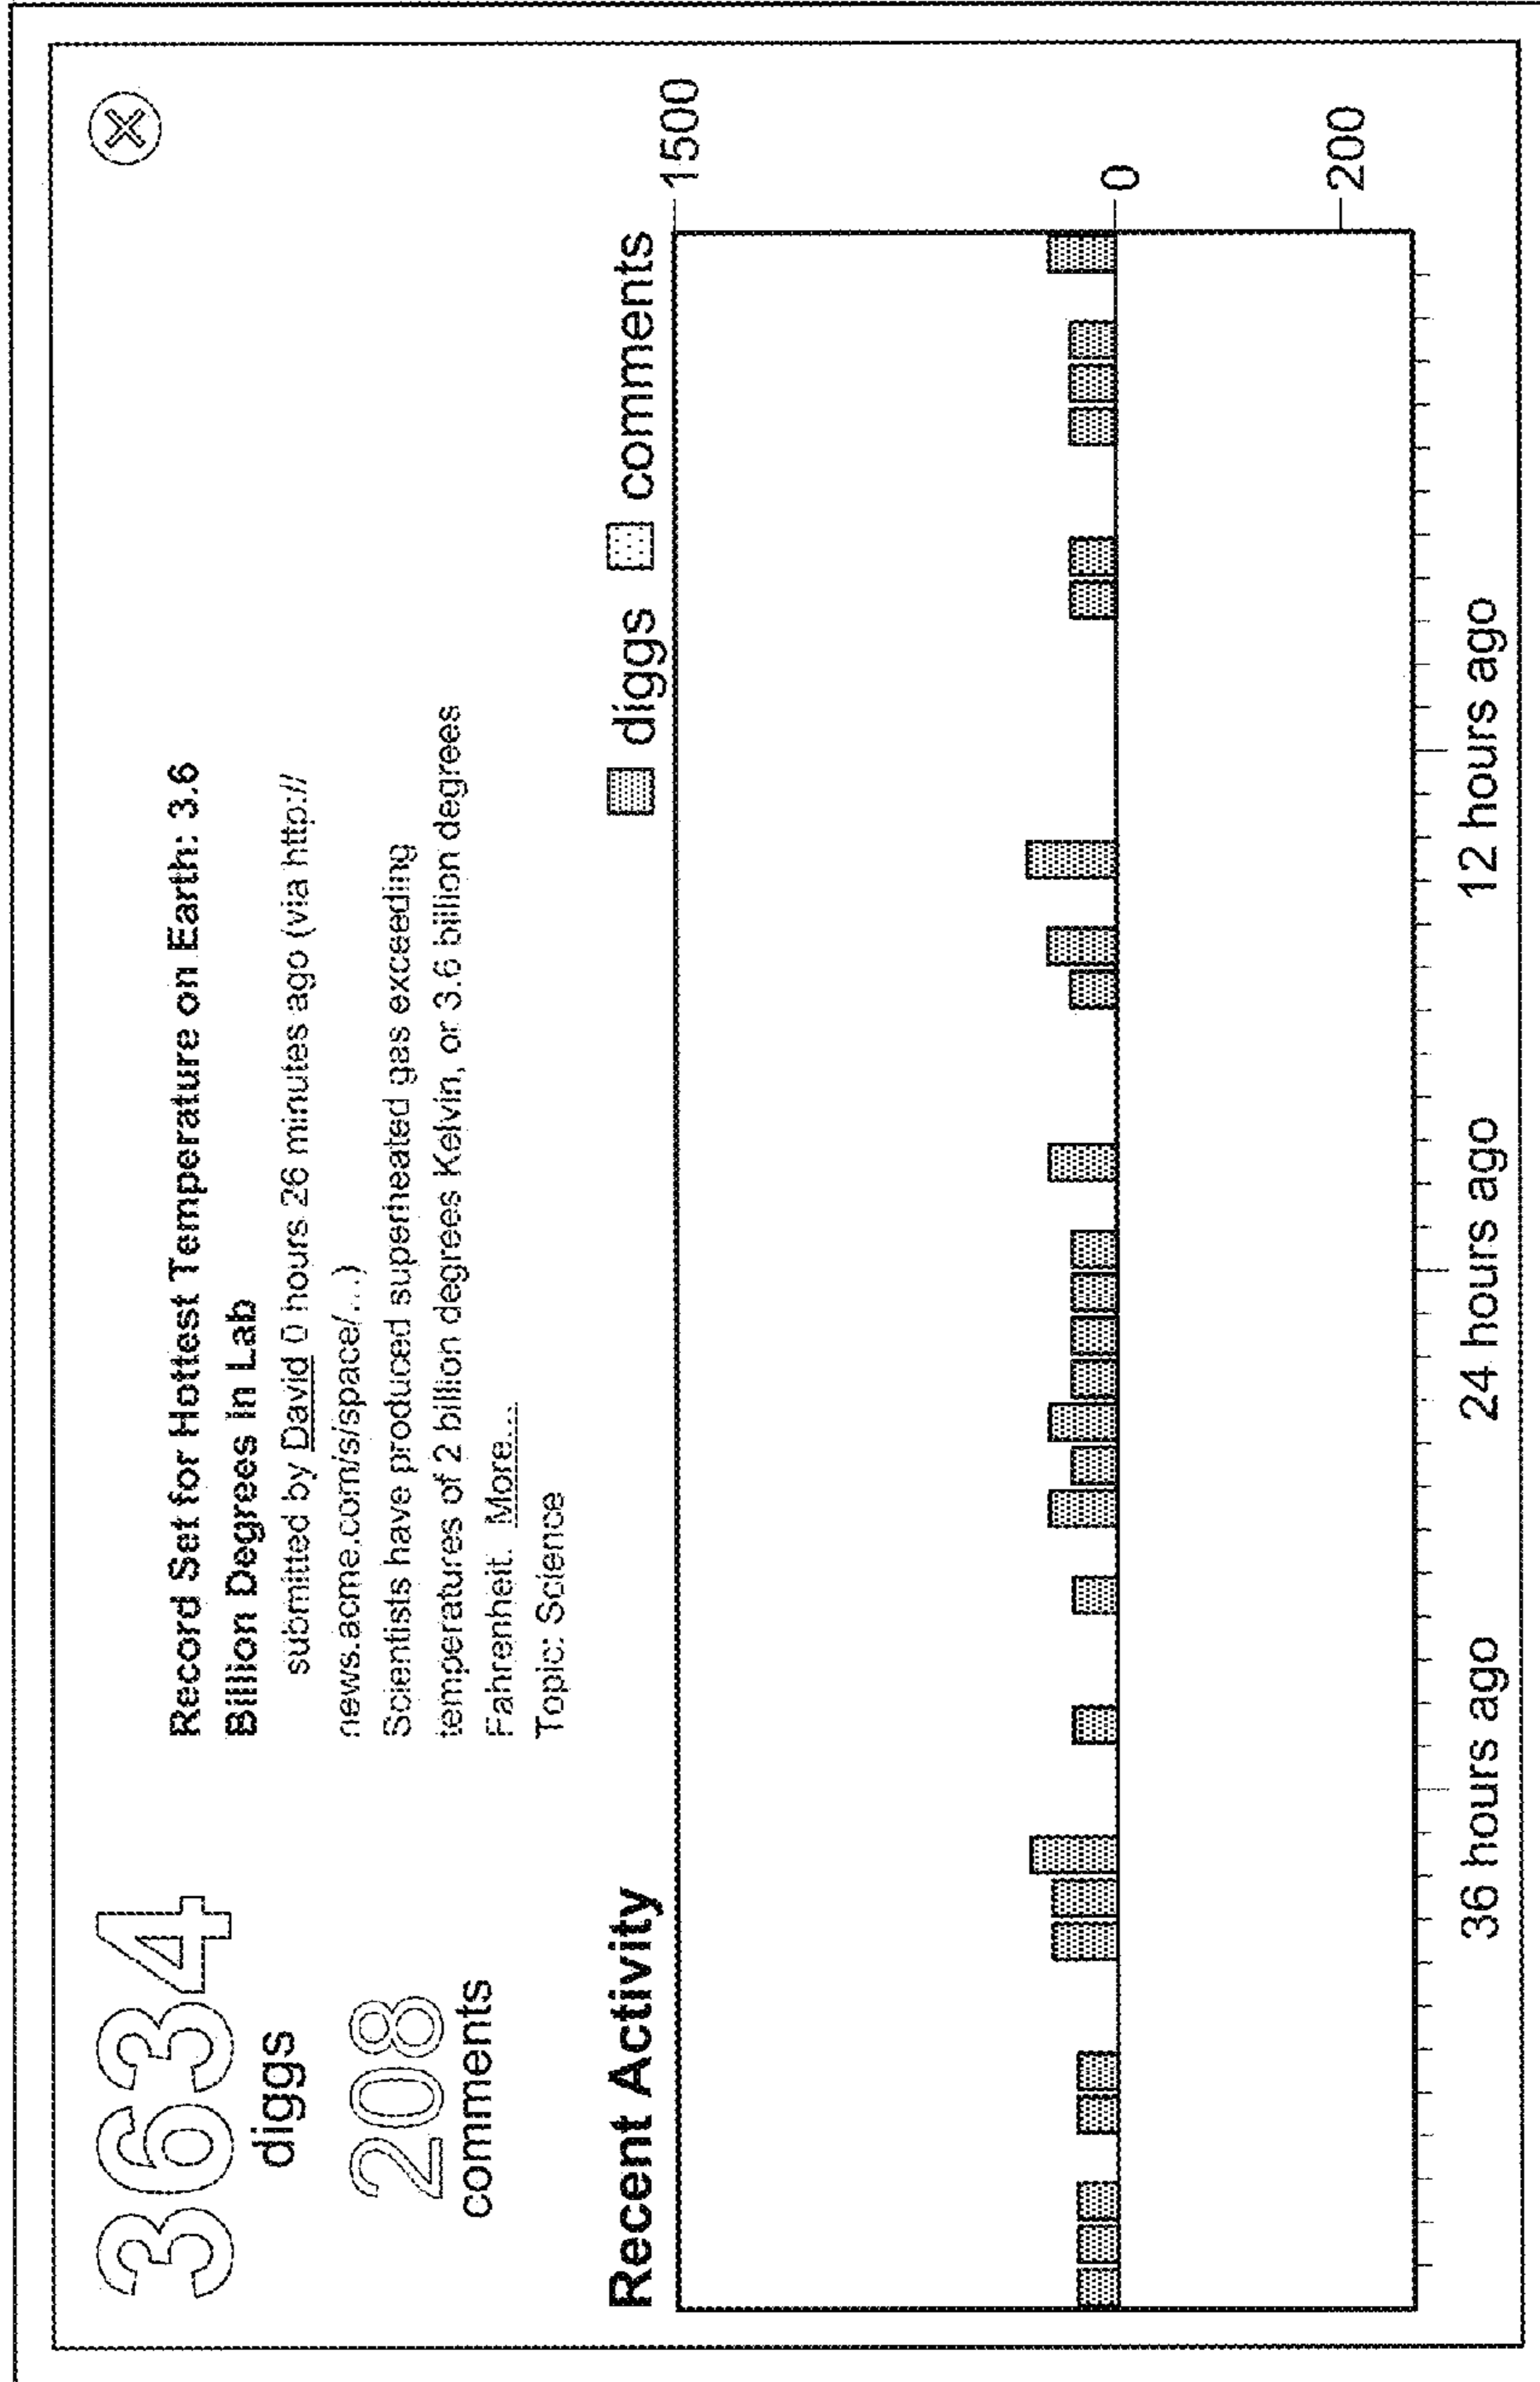 3634
diggs
208
comments
Record Set for Hottest Temperature on Earth: 3.6
Billion Degrees in Lab
submitted by David 0 hours 26 minutes ago (via http://
news.acme.com/s/space/...)
Scientists have produced superheated gas exceeding
temperatures of 2 billion degrees Kelvin, or 3.6 billion degrees
Fahrenheit. More...
Topic: Science
Recent Activity
diggs comments
1500
0
200
36 hours ago 24 hours ago 12 hours ago